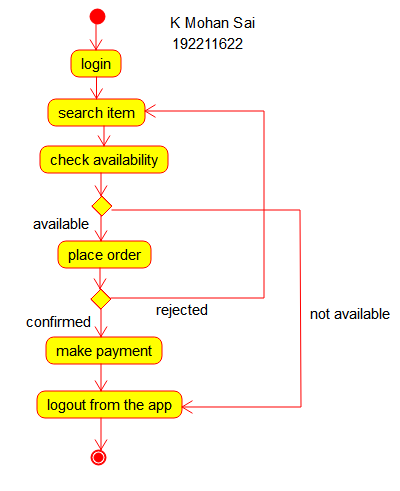 K Mohan Sai
192211622
login
search item
check availability
available
place order
rejected
not available
confirmed
make payment
logout from the app